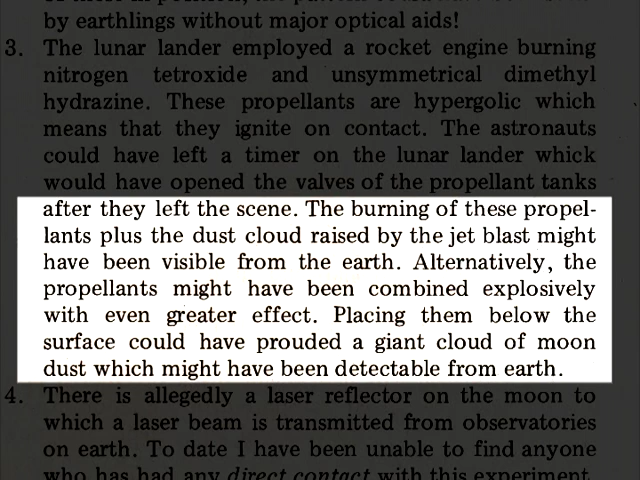 by earthlings without major optical aids!
3. The lunar lander employed a rocket engine burning
nitrogen tetroxide and unsymmetrical dimethyl
hydrazine. These propellants are hypergolic which
means that they ignite on contact. The astronauts
could have left a timer on the lunar lander whick
would have opened the valves of the propellant tanks
after they left the scene. The burning of these propel-
lants plus the dust cloud raised by the jet blast might
have been visible from the earth. Alternatively, the
propellants might have been combined explosively
with even greater effect. Placing them below the
surface could have prouded a giant cloud of moon
dust which might have been detectable from earth.
4. There is allegedly a laser reflector on the moon to
which a laser beam is transmitted from observatories
on earth. To date I have been unable to find anyone
who has had any direct contact with this experiment.